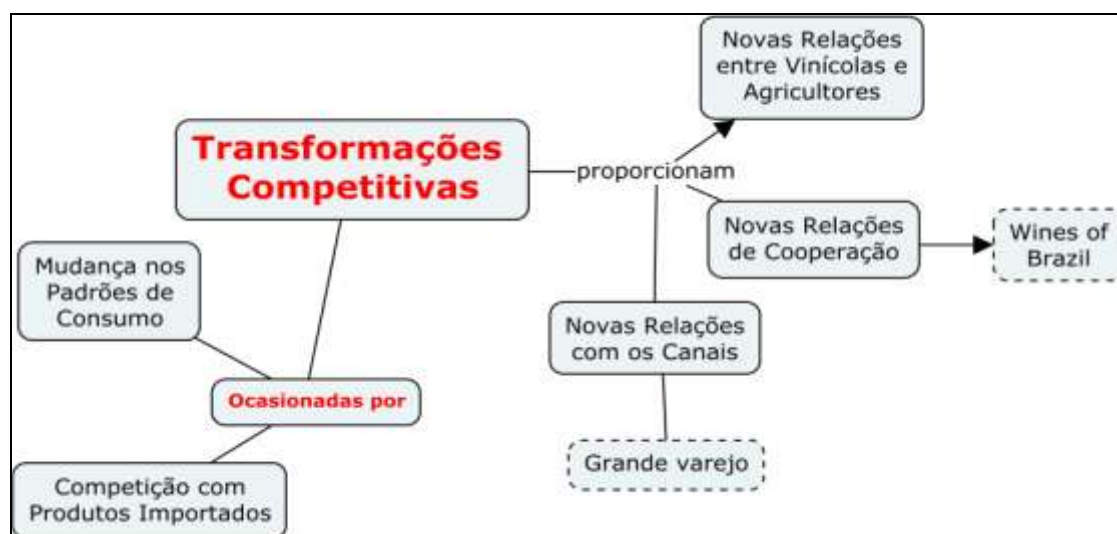 Novas Relações
entre Vinícolas e
Agricultores
Transformações
Competitivas
proporcionam
Novas Relações
de Cooperação
Wines of
Brazil
Mudança nos
Padrões de
Consumo
Novas Relações
com os Canais
Ocasionadas por
Grande varejo
Competição com
Produtos Importados